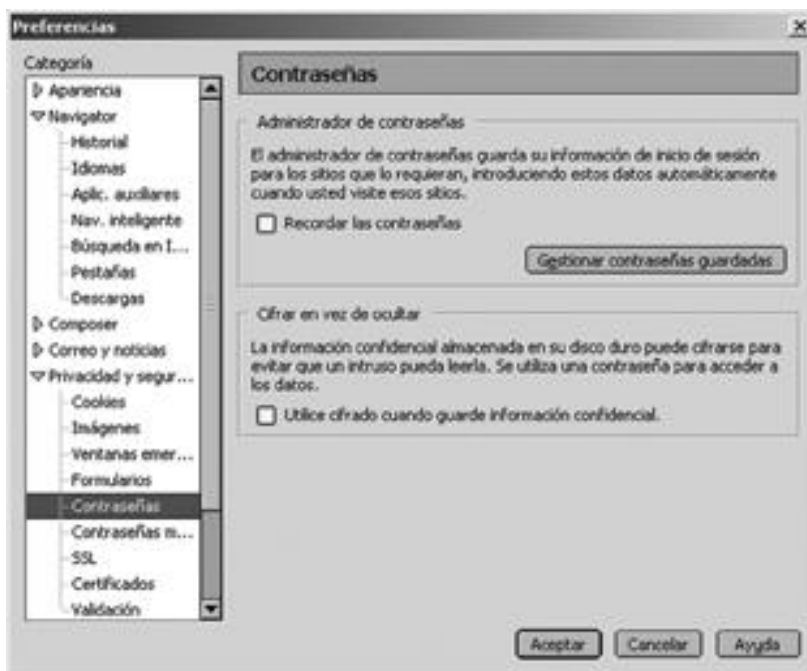 Preferencias
Categoría
Apariencia
Navigator
Historial
Idiomas
Aplic. auxiliares
Nav. inteligente
Búsqueda en I...
Pestañas
Descargas
Composer
Correo y noticias
Privacidad y segur...
Cookies
Imágenes
Ventanas emer...
Formularios
Contraseñas
Contraseñas m...
SSL
Certificados
Validación
Contraseñas
Administrador de contraseñas
El administrador de contraseñas guarda su información de inicio de sesión
para los sitios que lo requieran, introduciendo estos datos automáticamente
cuando usted visite esos sitios.
Recordar las contraseñas
Gestionar contraseñas guardadas
Cifrar en vez de ocultar
La información confidencial almacenada en su disco duro puede cifrarse para
evitar que un intruso pueda leerla. Se utiliza una contraseña para acceder a
los datos.
Utilice cifrado cuando guarde información confidencial.
Aceptar
Cancelar
Ayuda